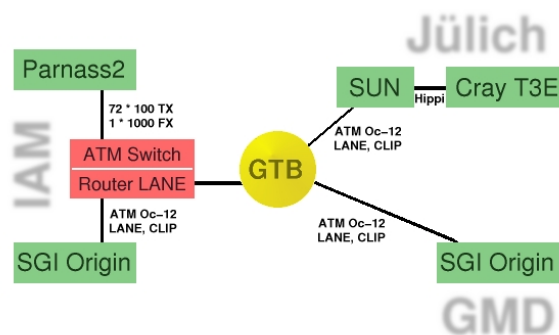 Jülich
Parnass2
SUN
Hippi
Cray T3E
72 * 100 TX
1 * 1000 FX
IAM
ATM Switch
Router LANE
GTB
ATM Oc-12
LANE, CLIP
ATM Oc-12
LANE, CLIP
ATM Oc-12
LANE, CLIP
SGI Origin
SGI Origin
GMD